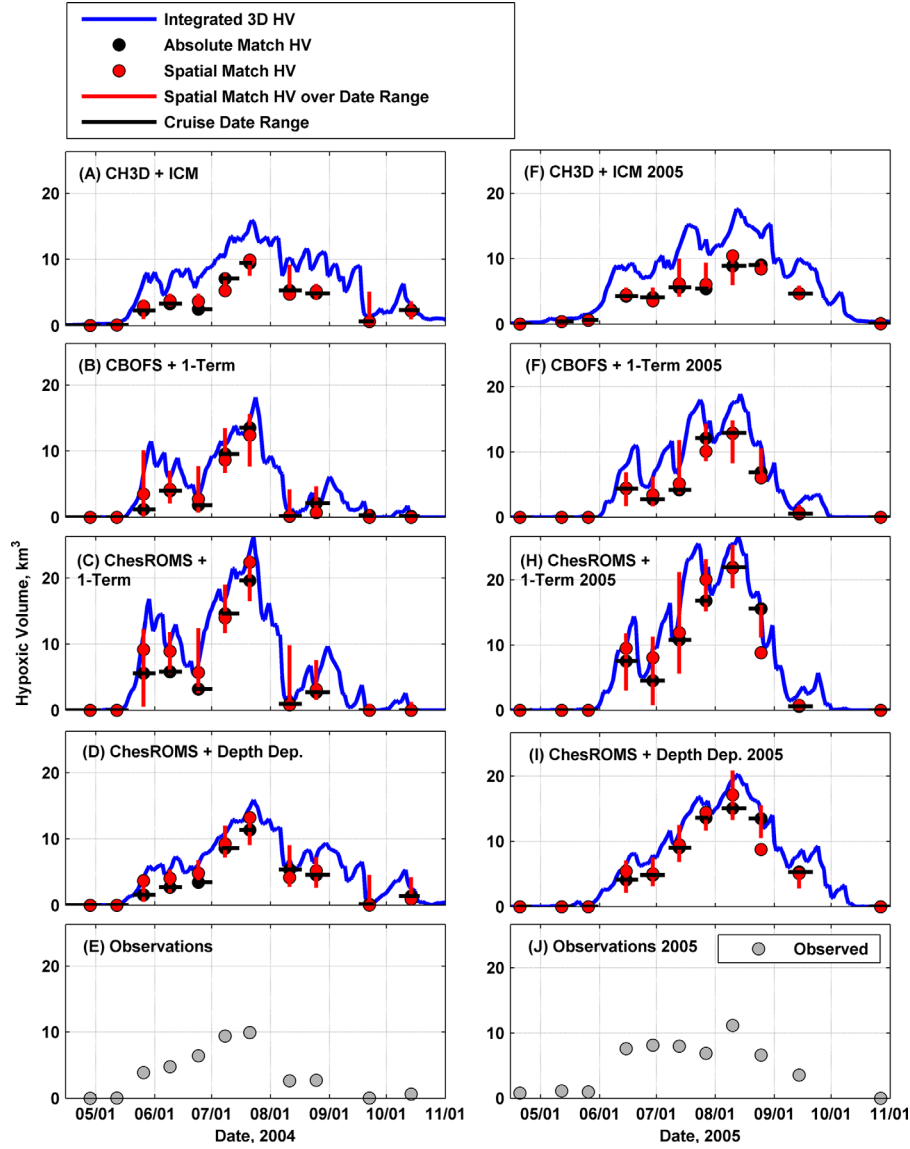 Integrated 3D HV
Absolute Match HV
Spatial Match HV
Spatial Match HV over Date Range
Cruise Date Range
Hypoxic Volume, km³
(A) CH3D + ICM
20
10
0
(F) CH3D + ICM 2005
20
10
0
(B) CBOFS + 1-Term
20
10
0
(F) CBOFS + 1-Term 2005
20
10
0
(C) ChesROMS +
1-Term
20
10
0
(H) ChesROMS +
1-Term 2005
20
10
0
(D) ChesROMS + Depth Dep.
20
10
0
(I) ChesROMS + Depth Dep. 2005
20
10
0
(E) Observations
20
10
0
05/01 06/01 07/01 08/01 09/01 10/01 11/01
Date, 2004
(J) Observations 2005
Observed
20
10
0
05/01 06/01 07/01 08/01 09/01 10/01 11/01
Date, 2005